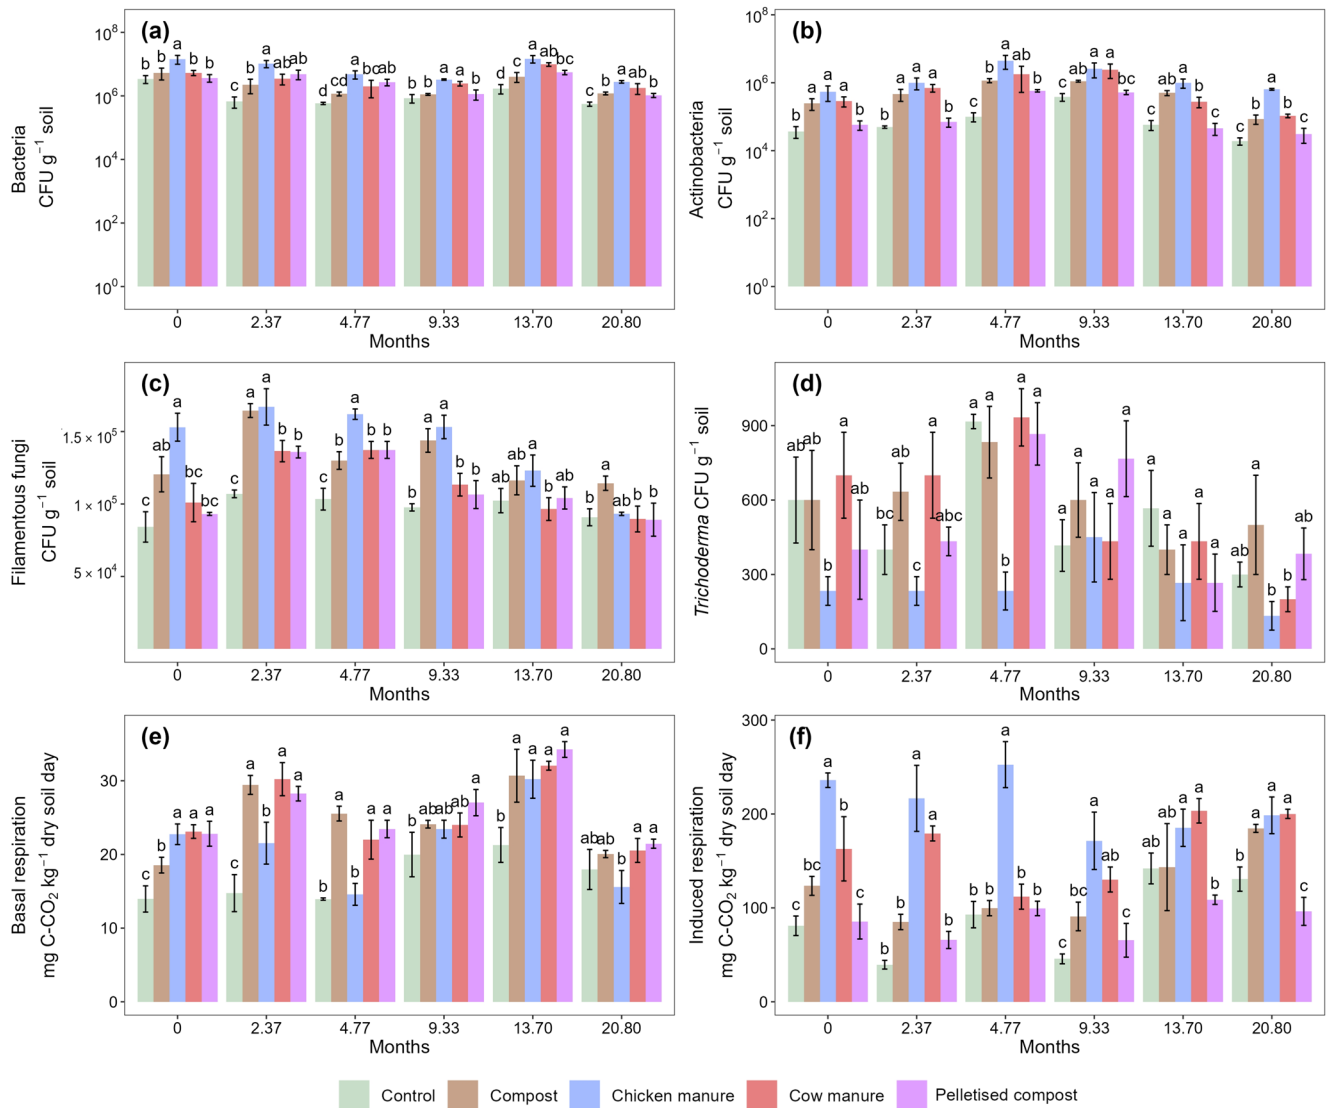 (a)
Bacteria
CFU g⁻¹ soil
10⁸
10⁶
10⁴
10²
10⁰
b b a b b
c b a ab ab
d cd a bc ab
b b a a b
d c a ab bc
c b a b b
0 2.37 4.77 9.33 13.70 20.80
Months
(b)
Actinobacteria
CFU g⁻¹ soil
10⁸
10⁶
10⁴
10²
10⁰
b a a a b
b a a a b
c b a ab b
c ab a a bc
c ab a b c
c b a b c
0 2.37 4.77 9.33 13.70 20.80
Months
(c)
Filamentous fungi
CFU g⁻¹ soil
1.5 × 10⁵
1 × 10⁵
5 × 10⁴
c ab a bc bc
c a a b b
c b a b b
b a a b b
ab ab a b ab
b a ab b b
0 2.37 4.77 9.33 13.70 20.80
Months
(d)
Trichoderma CFU g⁻¹ soil
900
600
300
0
ab ab b a ab
bc ab c a abc
a a b a a
a a a a a
a a a a a
ab a b b ab
0 2.37 4.77 9.33 13.70 20.80
Months
(e)
Basal respiration
mg C-CO₂ kg⁻¹ dry soil day
30
20
10
0
b b a a a
c a b a a
b a b a a
b ab ab ab a
b a a a a
ab ab b a a
0 2.37 4.77 9.33 13.70 20.80
Months
(f)
Induced respiration
mg C-CO₂ kg⁻¹ dry soil day
300
200
100
0
c bc a b c
b b a a b
b b a b b
c bc a ab c
ab ab a a b
b a a a c
0 2.37 4.77 9.33 13.70 20.80
Months
Control Compost Chicken manure Cow manure Pelletised compost